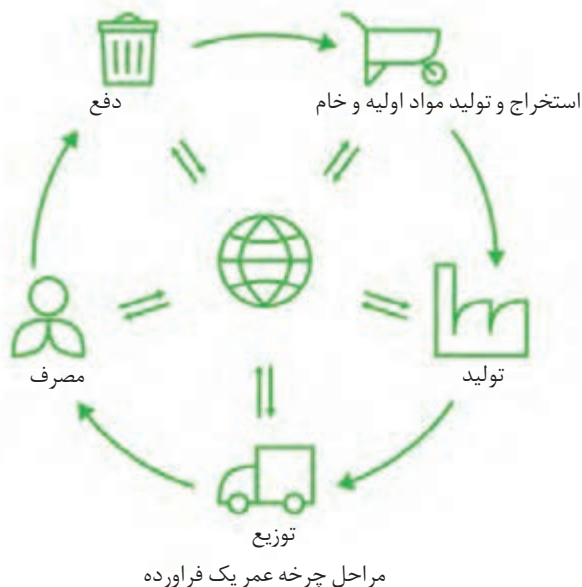 استخراج و تولید مواد اولیه و خام
دفع
تولید
مصرف
توزیع
مراحل چرخه عمر یک فراورده